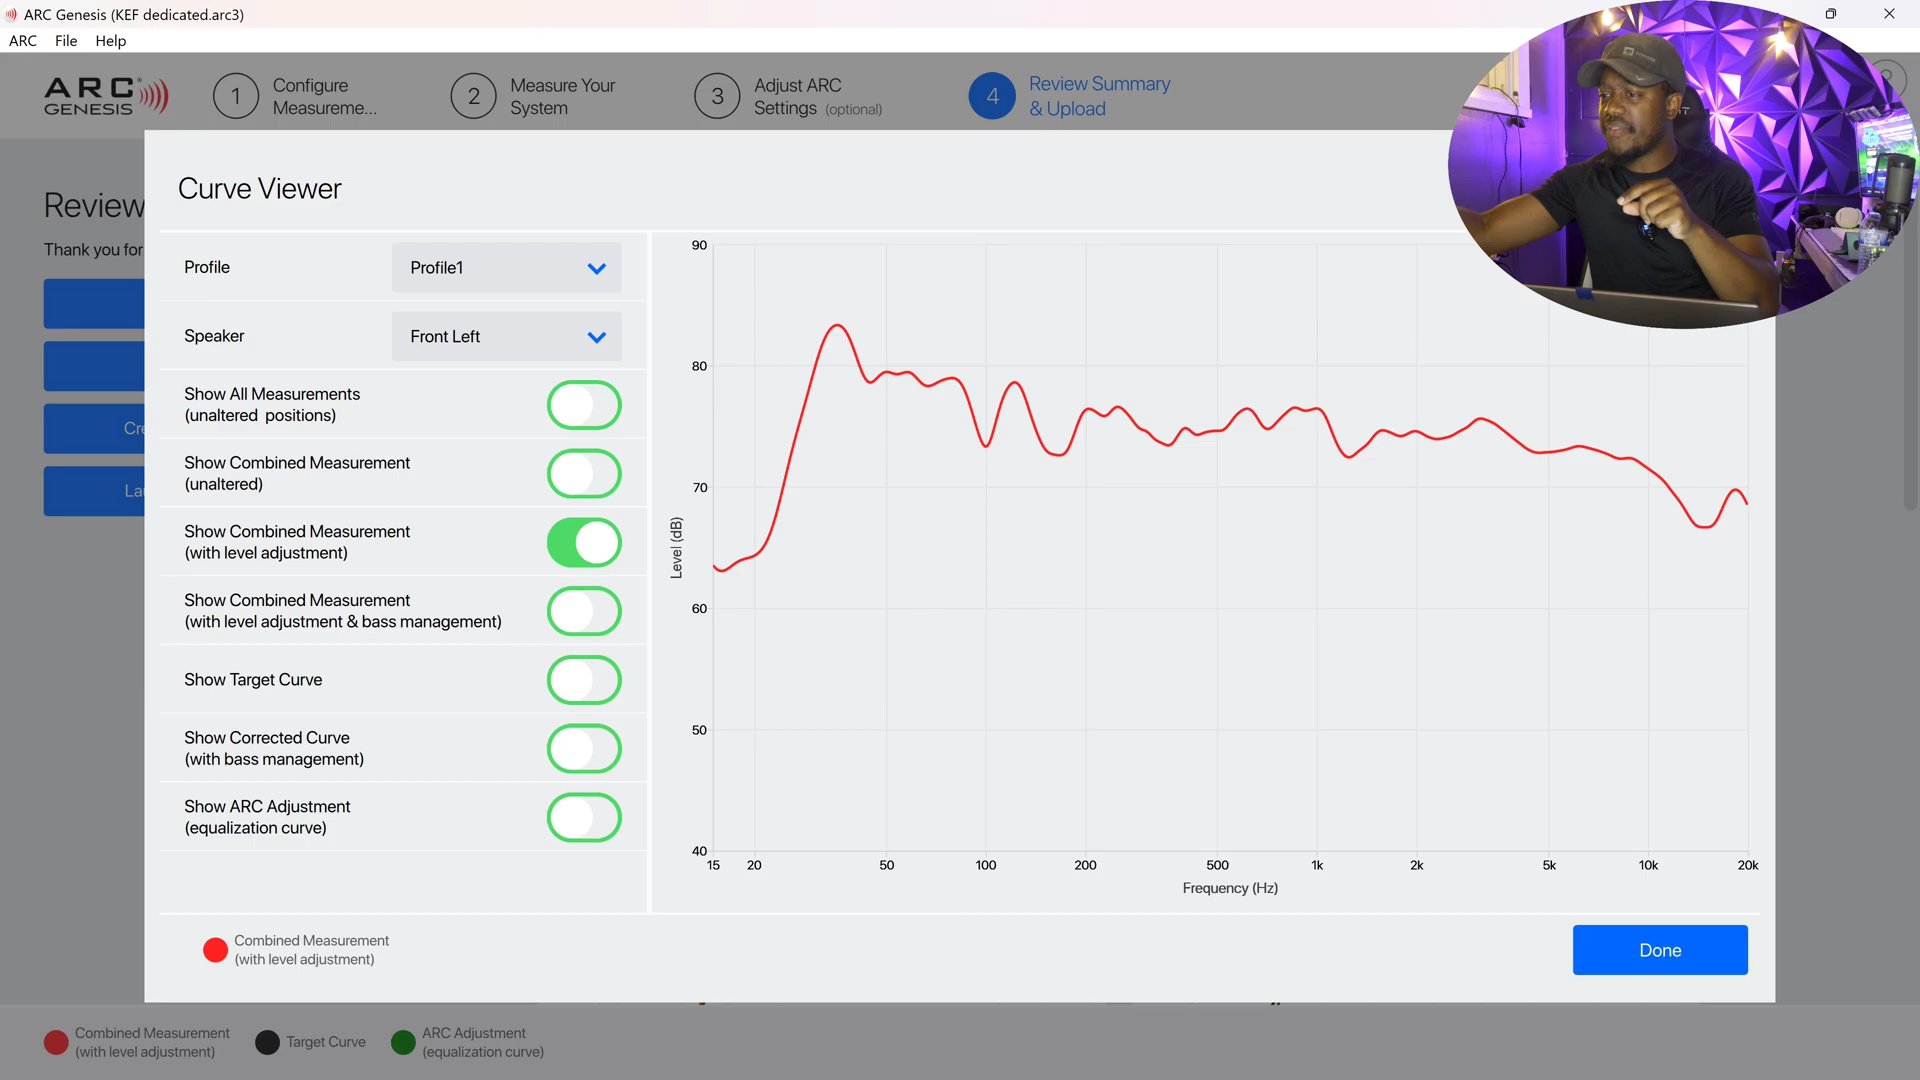 ARC Genesis (KEF dedicated.arc3)
ARC File Help
ARC
GENESIS
1
Configure
Measureme...
2
Measure Your
System
3
Adjust ARC
Settings (optional)
4
Review Summary
& Upload
Review
Thank you for
Cre
Curve Viewer
Profile
Profile1
Speaker
Front Left
Show All Measurements
(unaltered positions)
Show Combined Measurement
(unaltered)
Show Combined Measurement
(with level adjustment)
Show Combined Measurement
(with level adjustment & bass management)
Show Target Curve
Show Corrected Curve
(with bass management)
Show ARC Adjustment
(equalization curve)
90
80
70
60
50
40
Level (dB)
15 20 50 100 200 500 1k 2k 5k 10k 20k
Frequency (Hz)
Combined Measurement
(with level adjustment)
Done
Combined Measurement
(with level adjustment)
Target Curve
ARC Adjustment
(equalization curve)